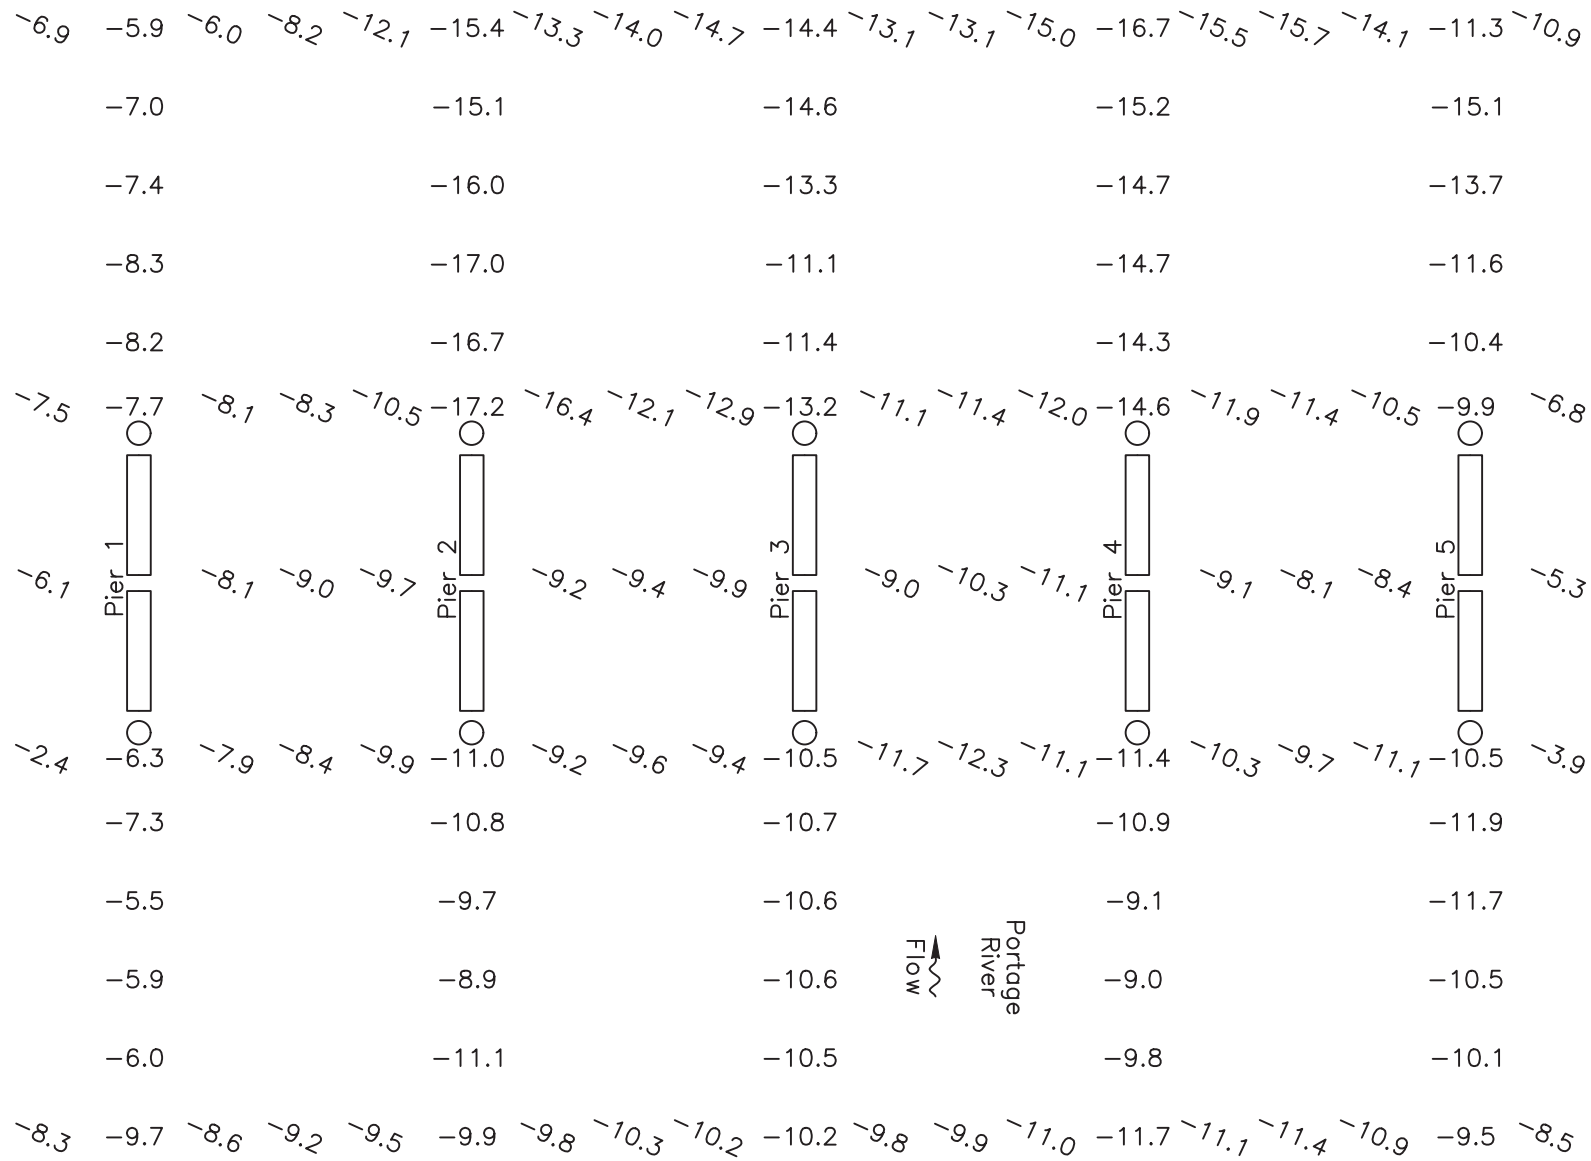 -6.9 -5.9 -6.0 -8.2 -12.1 -15.4 -13.3 -14.0 -14.7 -14.4 -13.1 -13.1 -15.0 -16.7 -15.5 -15.7 -14.1 -11.3 -10.9
-7.0 -15.1 -14.6 -15.2 -15.1
-7.4 -16.0 -13.3 -14.7 -13.7
-8.3 -17.0 -11.1 -14.7 -11.6
-8.2 -16.7 -11.4 -14.3 -10.4
-7.5 -7.7 -8.1 -8.3 -10.5 -17.2 -16.4 -12.1 -12.9 -13.2 -11.1 -11.4 -12.0 -14.6 -11.9 -11.4 -10.5 -9.9 -6.8
Pier 1
Pier 2
Pier 3
Pier 4
Pier 5
-6.1 -8.1 -9.0 -9.7 -9.2 -9.4 -9.9 -9.0 -10.3 -11.1 -9.1 -8.1 -8.4 -5.3
-2.4 -6.3 -7.9 -8.4 -9.9 -11.0 -9.2 -9.6 -9.4 -10.5 -11.7 -12.3 -11.1 -11.4 -10.3 -9.7 -11.1 -10.5 -3.9
-7.3 -10.8 -10.7 -10.9 -11.9
-5.5 -9.7 -10.6 -9.1 -11.7
Portage
River
Flow
-5.9 -8.9 -10.6 -9.0 -10.5
-6.0 -11.1 -10.5 -9.8 -10.1
-8.3 -9.7 -8.6 -9.2 -9.5 -9.9 -9.8 -10.3 -10.2 -10.2 -9.8 -9.9 -11.0 -11.7 -11.1 -11.4 -10.9 -9.5 -8.5